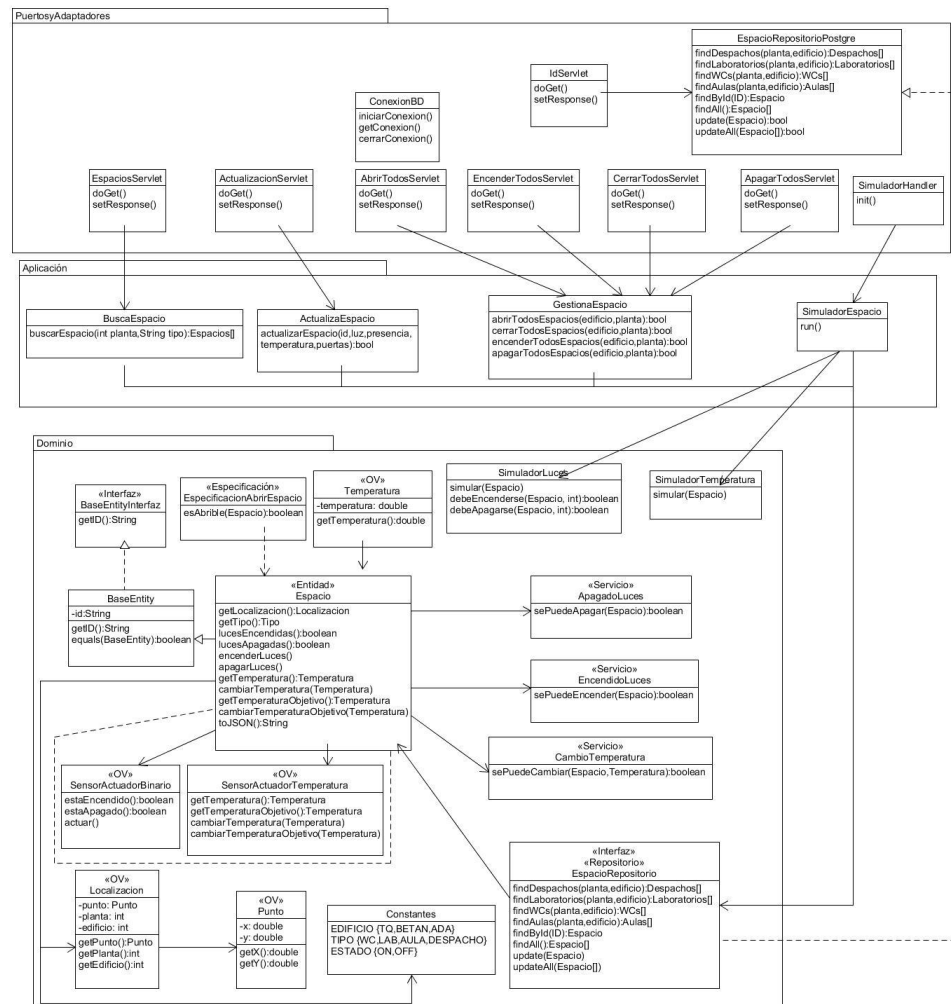 PuertosyAdaptadores
EspacioRepositorioPostgre
findDespachos(planta,edificio):Despachos[]
findLaboratorios(planta,edificio):Laboratorios[]
findWCs(planta,edificio):WCs[]
findAulas(planta,edificio):Aulas[]
findById(ID):Espacio
findAll():Espacio[]
update(Espacio):bool
updateAll(Espacio[]):bool
IdServlet
doGet()
setResponse()
ConexionBD
iniciarConexion()
getConexion()
cerrarConexion()
EspaciosServlet
doGet()
setResponse()
ActualizacionServlet
doGet()
setResponse()
AbrirTodosServlet
doGet()
setResponse()
EncenderTodosServlet
doGet()
setResponse()
CerrarTodosServlet
doGet()
setResponse()
ApagarTodosServlet
doGet()
setResponse()
SimuladorHandler
init()
Aplicación
BuscaEspacio
buscarEspacio(int planta,String tipo):Espacios[]
ActualizaEspacio
actualizarEspacio(id,luz,presencia,
temperatura,puertas):bool
GestionaEspacio
abrirTodosEspacios(edificio,planta):bool
cerrarTodosEspacios(edificio,planta):bool
encenderTodosEspacios(edificio,planta):bool
apagarTodosEspacios(edificio,planta):bool
SimuladorEspacio
run()
Dominio
«Interfaz»
BaseEntityInterfaz
getID():String
«Especificación»
EspecificacionAbrirEspacio
esAbrible(Espacio):boolean
«OV»
Temperatura
-temperatura: double
getTemperatura():double
SimuladorLuces
simular(Espacio)
debeEncenderse(Espacio, int):boolean
debeApagarse(Espacio, int):boolean
SimuladorTemperatura
simular(Espacio)
BaseEntity
-id:String
getID():String
equals(BaseEntity):boolean
«Entidad»
Espacio
getLocalizacion():Localizacion
getTipo():Tipo
lucesEncendidas():boolean
lucesApagadas():boolean
encenderLuces()
apagarLuces()
getTemperatura():Temperatura
cambiarTemperatura(Temperatura)
getTemperaturaObjetivo():Temperatura
cambiarTemperaturaObjetivo(Temperatura)
toJSON():String
«Servicio»
ApagadoLuces
sePuedeApagar(Espacio):boolean
«Servicio»
EncendidoLuces
sePuedeEncender(Espacio):boolean
«Servicio»
CambioTemperatura
sePuedeCambiar(Espacio,Temperatura):boolean
«OV»
SensorActuadorBinario
estaEncendido():boolean
estaApagado():boolean
actuar()
«OV»
SensorActuadorTemperatura
getTemperatura():Temperatura
getTemperaturaObjetivo():Temperatura
cambiarTemperatura(Temperatura)
cambiarTemperaturaObjetivo(Temperatura)
«Interfaz»
«Repositorio»
EspacioRepositorio
findDespachos(planta,edificio):Despachos[]
findLaboratorios(planta,edificio):Laboratorios[]
findWCs(planta,edificio):WCs[]
findAulas(planta,edificio):Aulas[]
findById(ID):Espacio
findAll():Espacio[]
update(Espacio)
updateAll(Espacio[])
«OV»
Localizacion
-punto: Punto
-planta: int
-edificio: int
getPunto():Punto
getPlanta():int
getEdificio():int
«OV»
Punto
-x: double
-y: double
getX():double
getY():double
Constantes
EDIFICIO {TQ,BETAN,ADA}
TIPO {WC,LAB,AULA,DESPACHO}
ESTADO {ON,OFF}